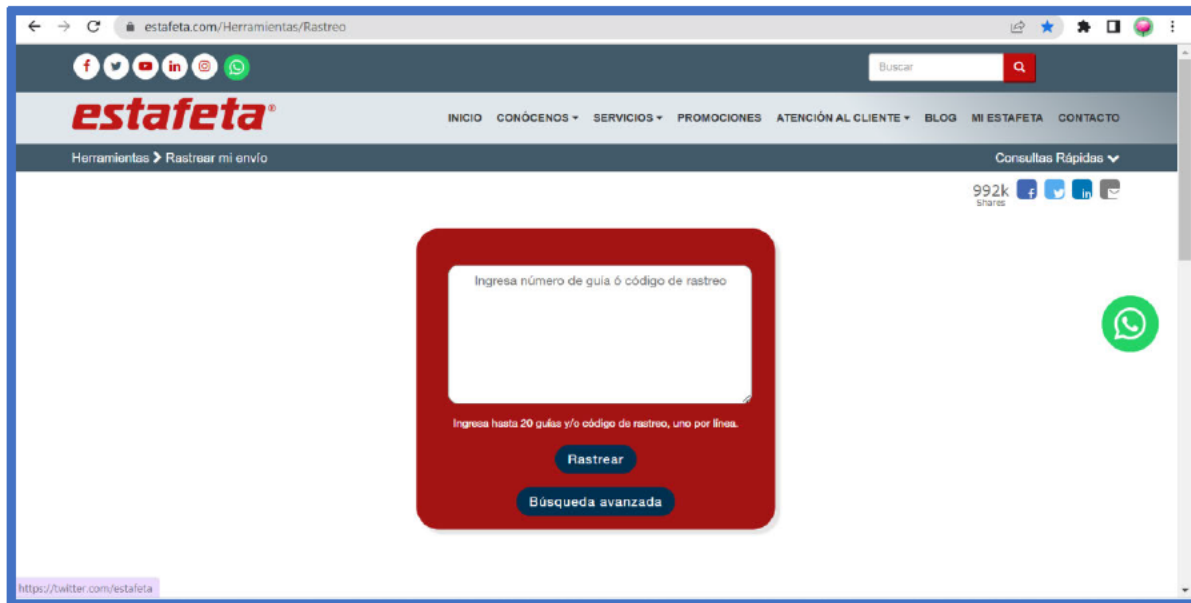 estafeta.com/Herramientas/Rastreo
Buscar
estafeta®
INICIO CONÓCENOS SERVICIOS PROMOCIONES ATENCIÓN AL CLIENTE BLOG MI ESTAFETA CONTACTO
Herramientas > Rastrear mi envío Consultas Rápidas
992k
Shares
Ingresa número de guía ó código de rastreo
Ingresa hasta 20 guías y/o código de rastreo, uno por línea.
Rastrear
Búsqueda avanzada
https://twitter.com/estafeta